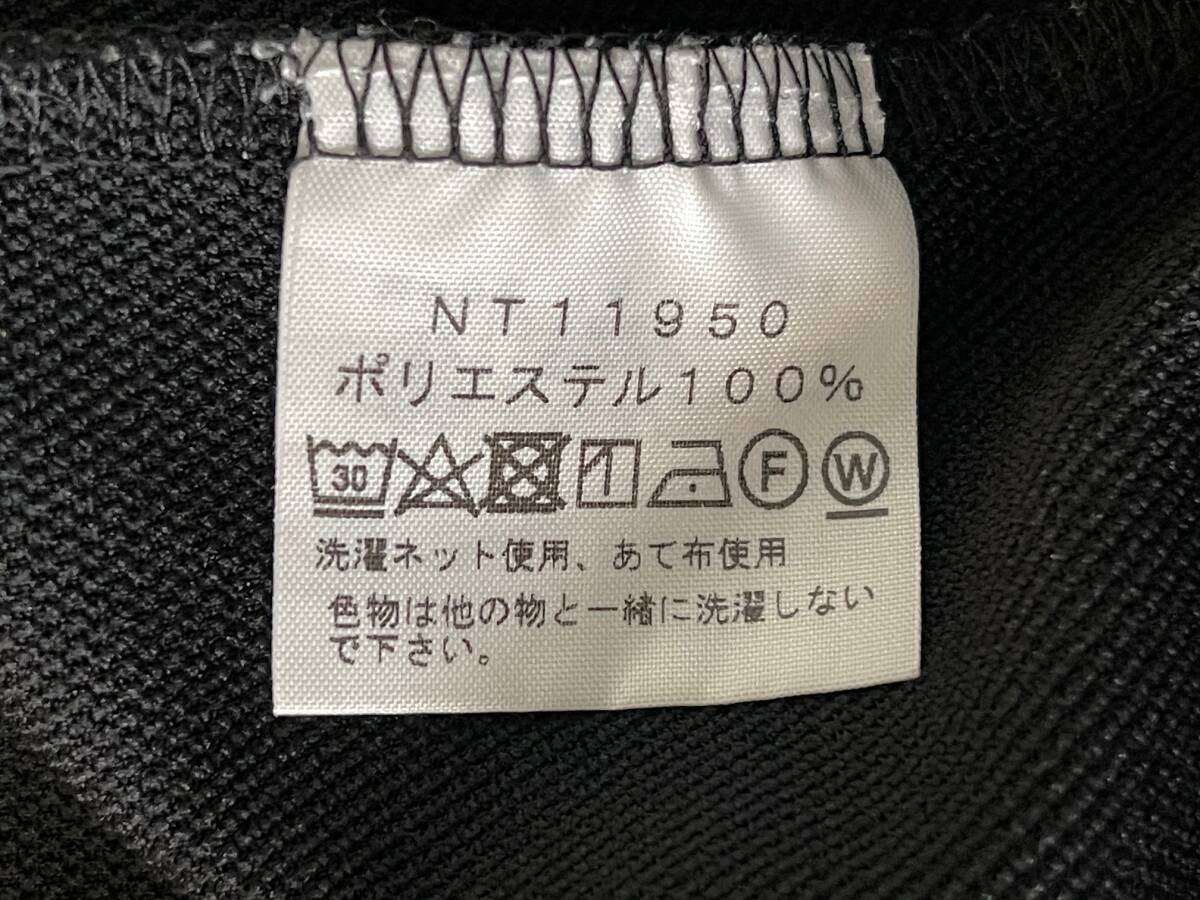 NT11950
ポリエステル100%
30 F W
洗濯ネット使用、あて布使用
色物は他の物と一緒に洗濯しない
で下さい。